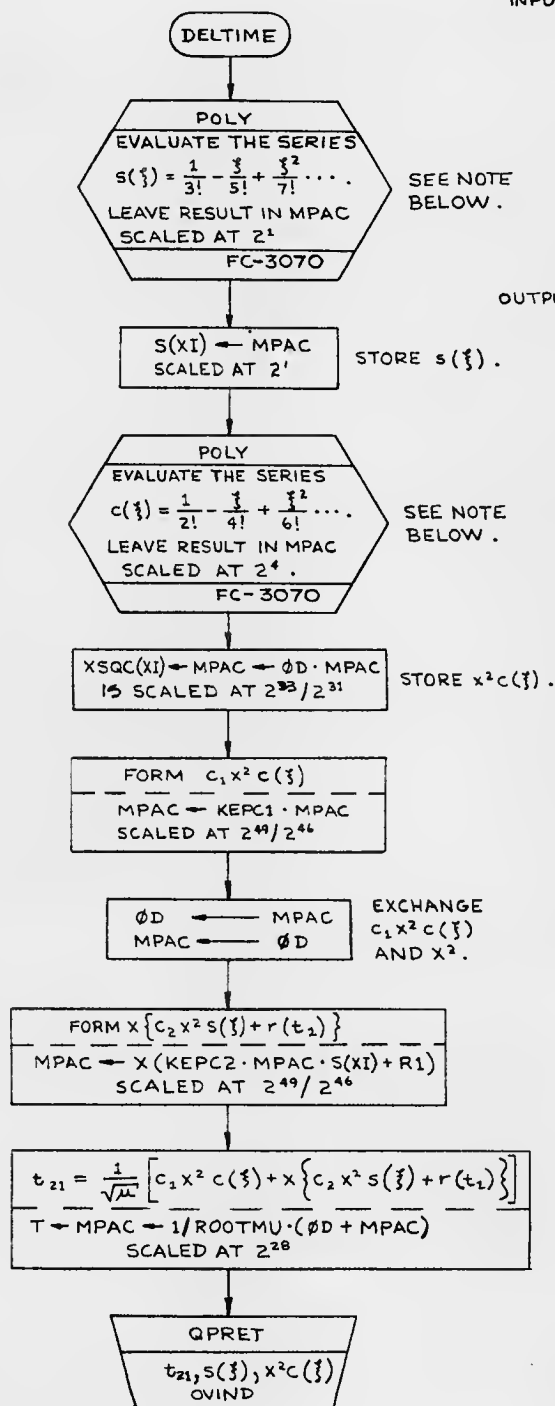 INPU
DELTIME
POLY
EVALUATE THE SERIES
s(ξ) = 1/3! - ξ/5! + ξ²/7! ....
LEAVE RESULT IN MPAC
SCALED AT 2¹
FC-3070
SEE NOTE
BELOW.
OUTPU
S(XI) ← MPAC
SCALED AT 2¹
STORE s(ξ).
POLY
EVALUATE THE SERIES
c(ξ) = 1/2! - ξ/4! + ξ²/6! ....
LEAVE RESULT IN MPAC
SCALED AT 2⁴.
FC-3070
SEE NOTE
BELOW.
XSQC(XI) ← MPAC ← ØD · MPAC
IS SCALED AT 2³³/2³¹
STORE x²c(ξ).
FORM c₁x²c(ξ)
MPAC ← KEPC1 · MPAC
SCALED AT 2⁴⁹/2⁴⁶
ØD ← MPAC
MPAC ← ØD
EXCHANGE
c₁x²c(ξ)
AND x².
FORM x{c₂x²s(ξ) + r(t₁)}
MPAC ← X(KEPC2 · MPAC · S(XI) + R1)
SCALED AT 2⁴⁹/2⁴⁶
t₂₁ = 1/√μ [c₁x²c(ξ) + x{c₂x²s(ξ) + r(t₁)}]
T ← MPAC ← 1/ROOTMU · (ØD + MPAC)
SCALED AT 2²⁸
QPRET
t₂₁, s(ξ), x²c(ξ)
OVIND